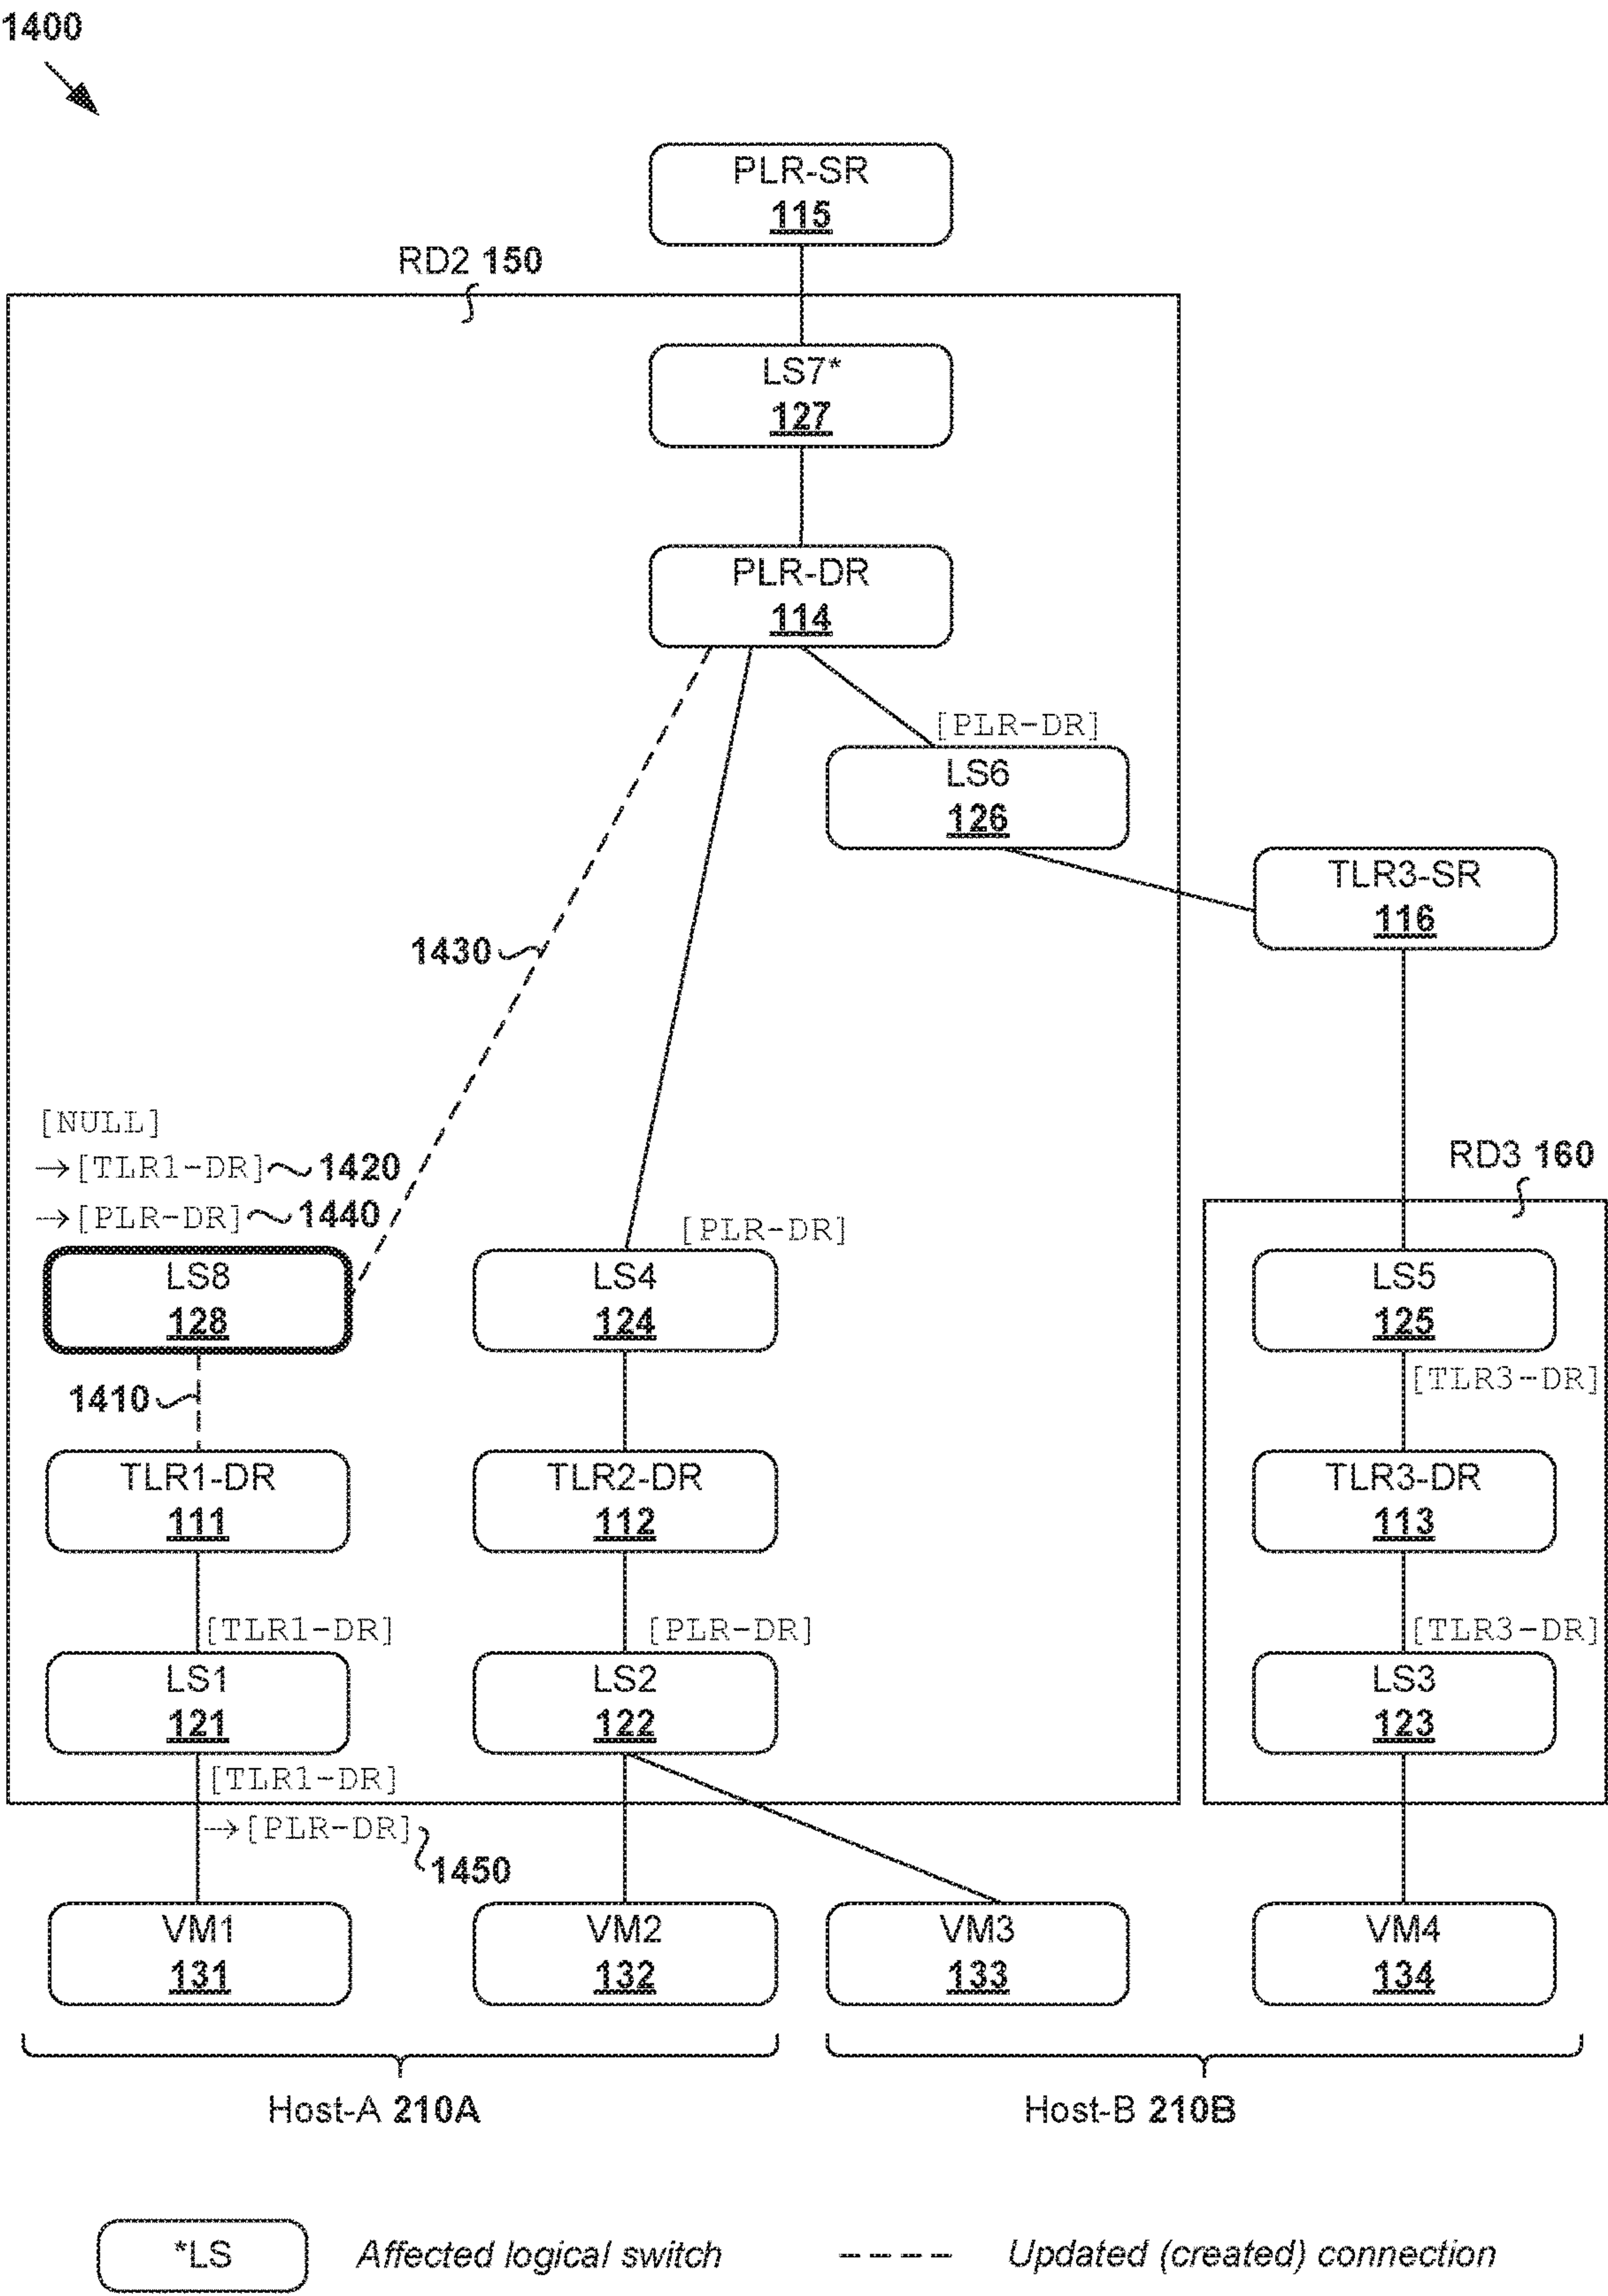 1400
PLR-SR
115
RD2 150
LS7*
127
PLR-DR
114
[PLR-DR]
LS6
126
TLR3-SR
116
1430
[NULL]
→[TLR1-DR] 1420
→[PLR-DR] 1440
RD3 160
[PLR-DR]
LS8
128
LS4
124
LS5
125
1410
[TLR3-DR]
TLR1-DR
111
TLR2-DR
112
TLR3-DR
113
[TLR1-DR]
[PLR-DR]
[TLR3-DR]
LS1
121
LS2
122
LS3
123
[TLR1-DR]
→[PLR-DR]
1450
VM1
131
VM2
132
VM3
133
VM4
134
Host-A 210A
Host-B 210B
*LS
Affected logical switch
Updated (created) connection